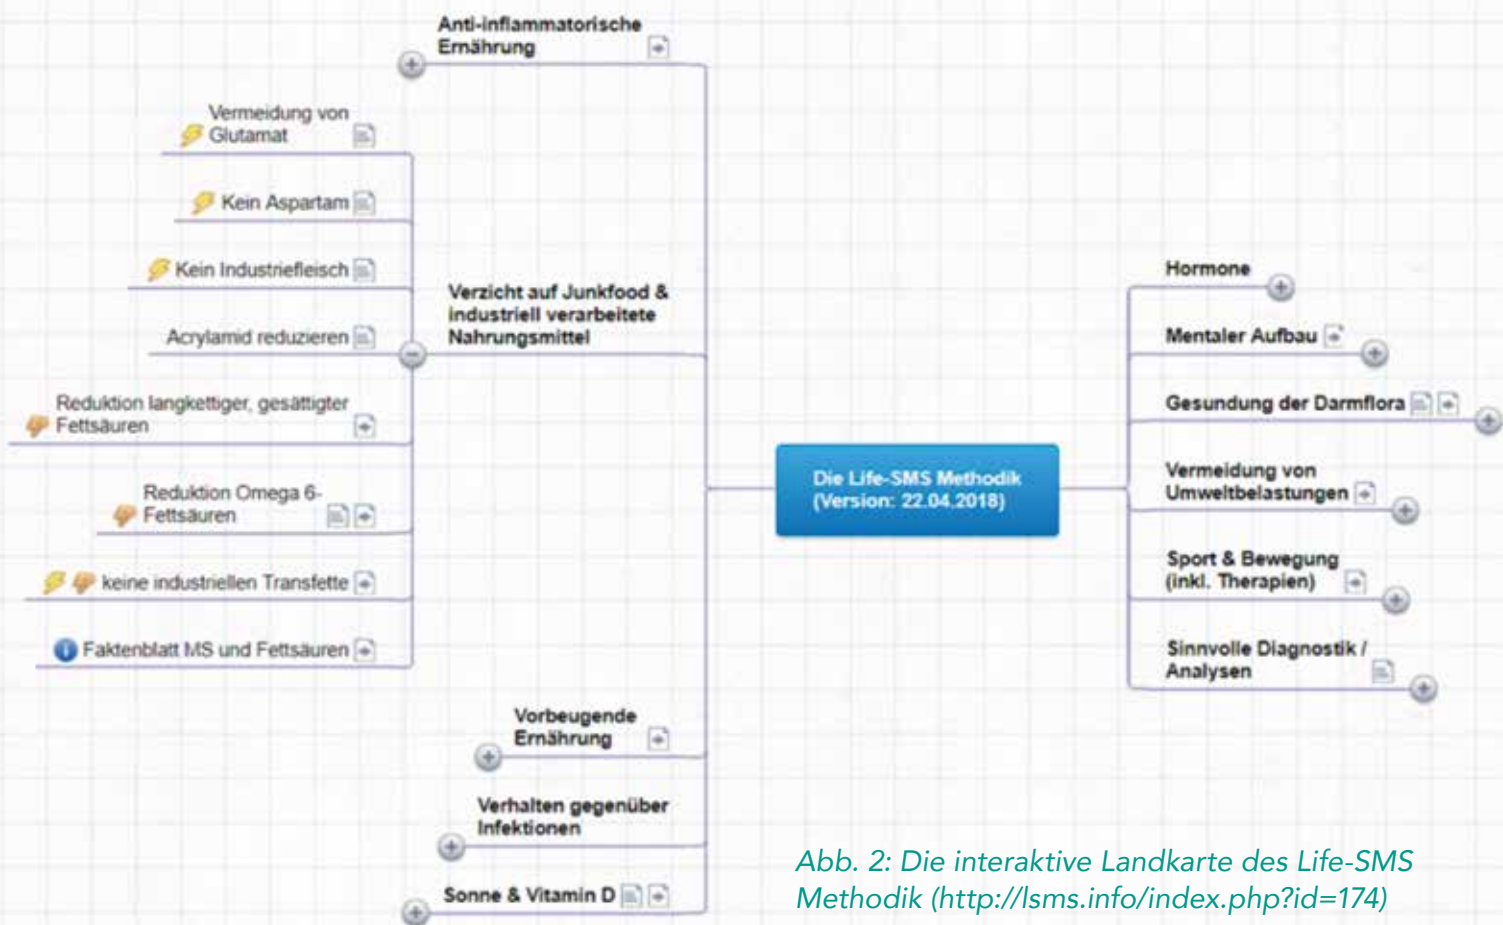 Anti-inflammatorische
Ernährung
Vermeidung von
Glutamat
Kein Aspartam
Kein Industriefleisch
Acrylamid reduzieren
Reduktion langkettiger, gesättigter
Fettsäuren
Reduktion Omega 6-
Fettsäuren
keine industriellen Transfette
Faktenblatt MS und Fettsäuren
Verzicht auf Junkfood &
industriell verarbeitete
Nahrungsmittel
Vorbeugende
Ernährung
Verhalten gegenüber
Infektionen
Sonne & Vitamin D
Die Life-SMS Methodik
(Version: 22.04.2018)
Hormone
Mentaler Aufbau
Gesundung der Darmflora
Vermeidung von
Umweltbelastungen
Sport & Bewegung
(inkl. Therapien)
Sinnvolle Diagnostik /
Analysen
Abb. 2: Die interaktive Landkarte des Life-SMS
Methodik (http://lsms.info/index.php?id=174)